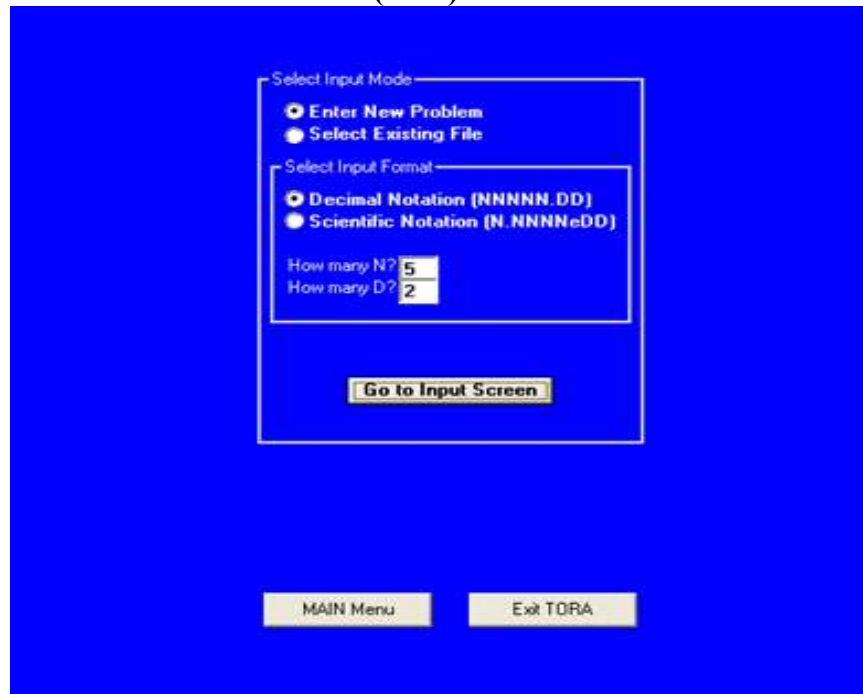 Select Input Mode
Enter New Problem
Select Existing File
Select Input Format
Decimal Notation (NNNNN.DD)
Scientific Notation (N.NNNNeDD)
How many N? 5
How many D? 2
Go to Input Screen
MAIN Menu
Exit TORA